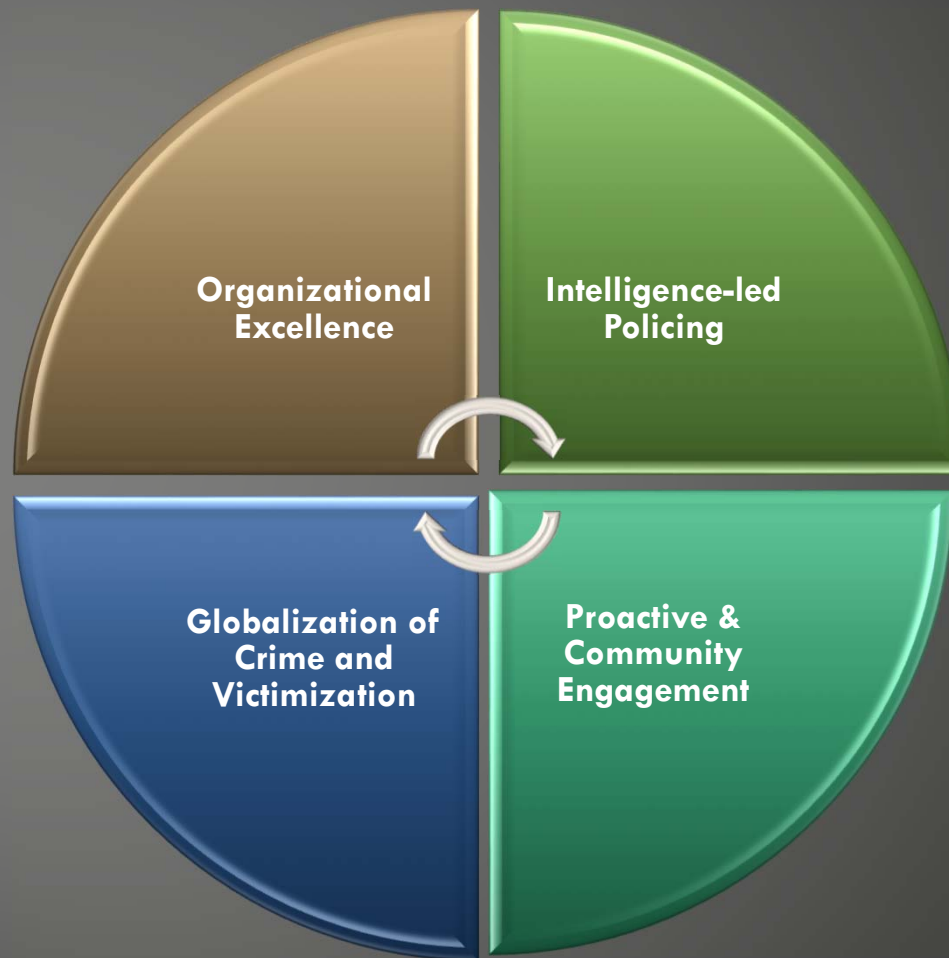 Organizational
Excellence
Intelligence-led
Policing
Globalization of
Crime and
Victimization
Proactive &
Community
Engagement